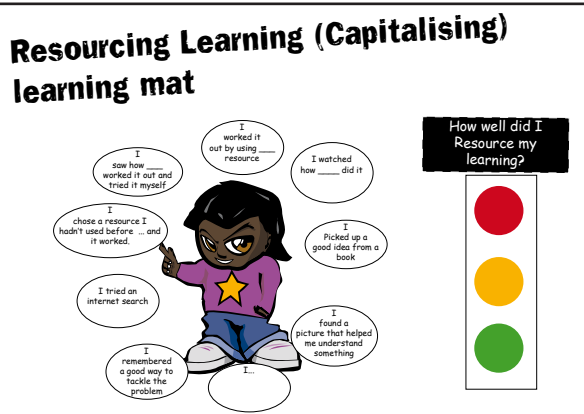 Resourcing Learning (Capitalising)
learning mat
I
worked it
out by using ___
resource
I
saw how ___
worked it out and
tried it myself
I watched
how ____ did it
I
chose a resource I
hadn't used before ... and
it worked.
I
Picked up a
good idea from a
book
I tried an
internet search
I
found a
picture that helped
me understand
something
I
remembered
a good way to
tackle the
problem
I...
How well did I
Resource my
learning?